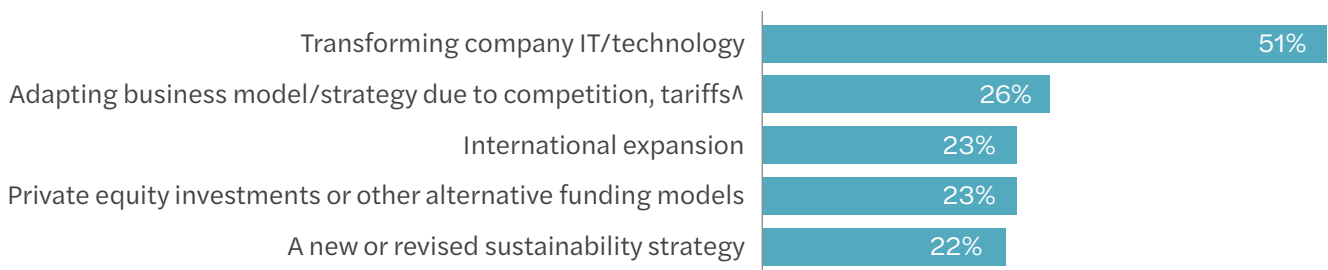 Transforming company IT/technology 51%
Adapting business model/strategy due to competition, tariffs^ 26%
International expansion 23%
Private equity investments or other alternative funding models 23%
A new or revised sustainability strategy 22%